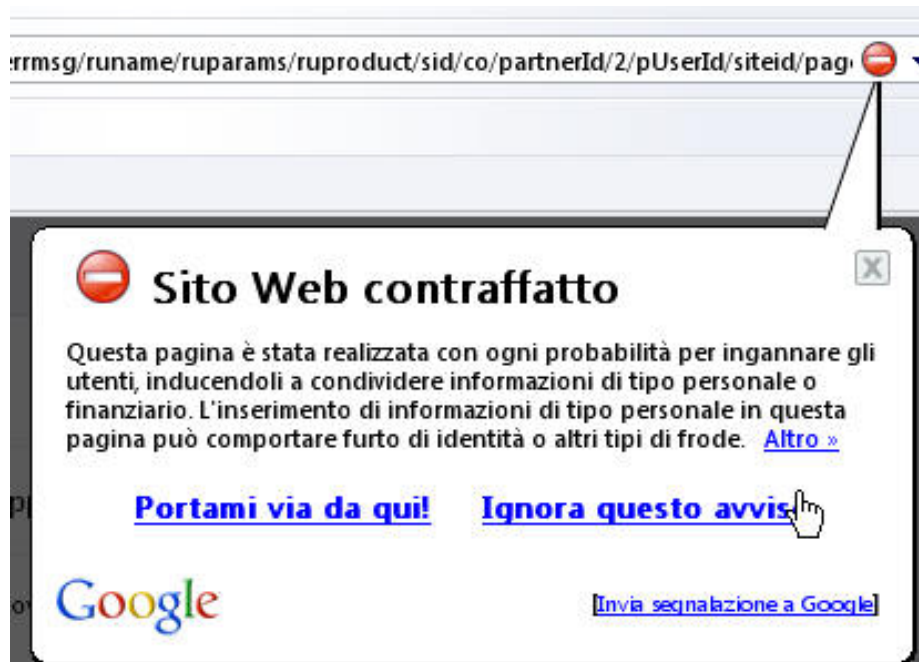 errmsg/runame/ruparams/ruproduct/sid/co/partnerId/2/pUserId/siteid/pag
Sito Web contraffatto
Questa pagina è stata realizzata con ogni probabilità per ingannare gli
utenti, inducendoli a condividere informazioni di tipo personale o
finanziario. L'inserimento di informazioni di tipo personale in questa
pagina può comportare furto di identità o altri tipi di frode. Altro »
Portami via da qui! Ignora questo avvis
Google [Invia segnalazione a Google]